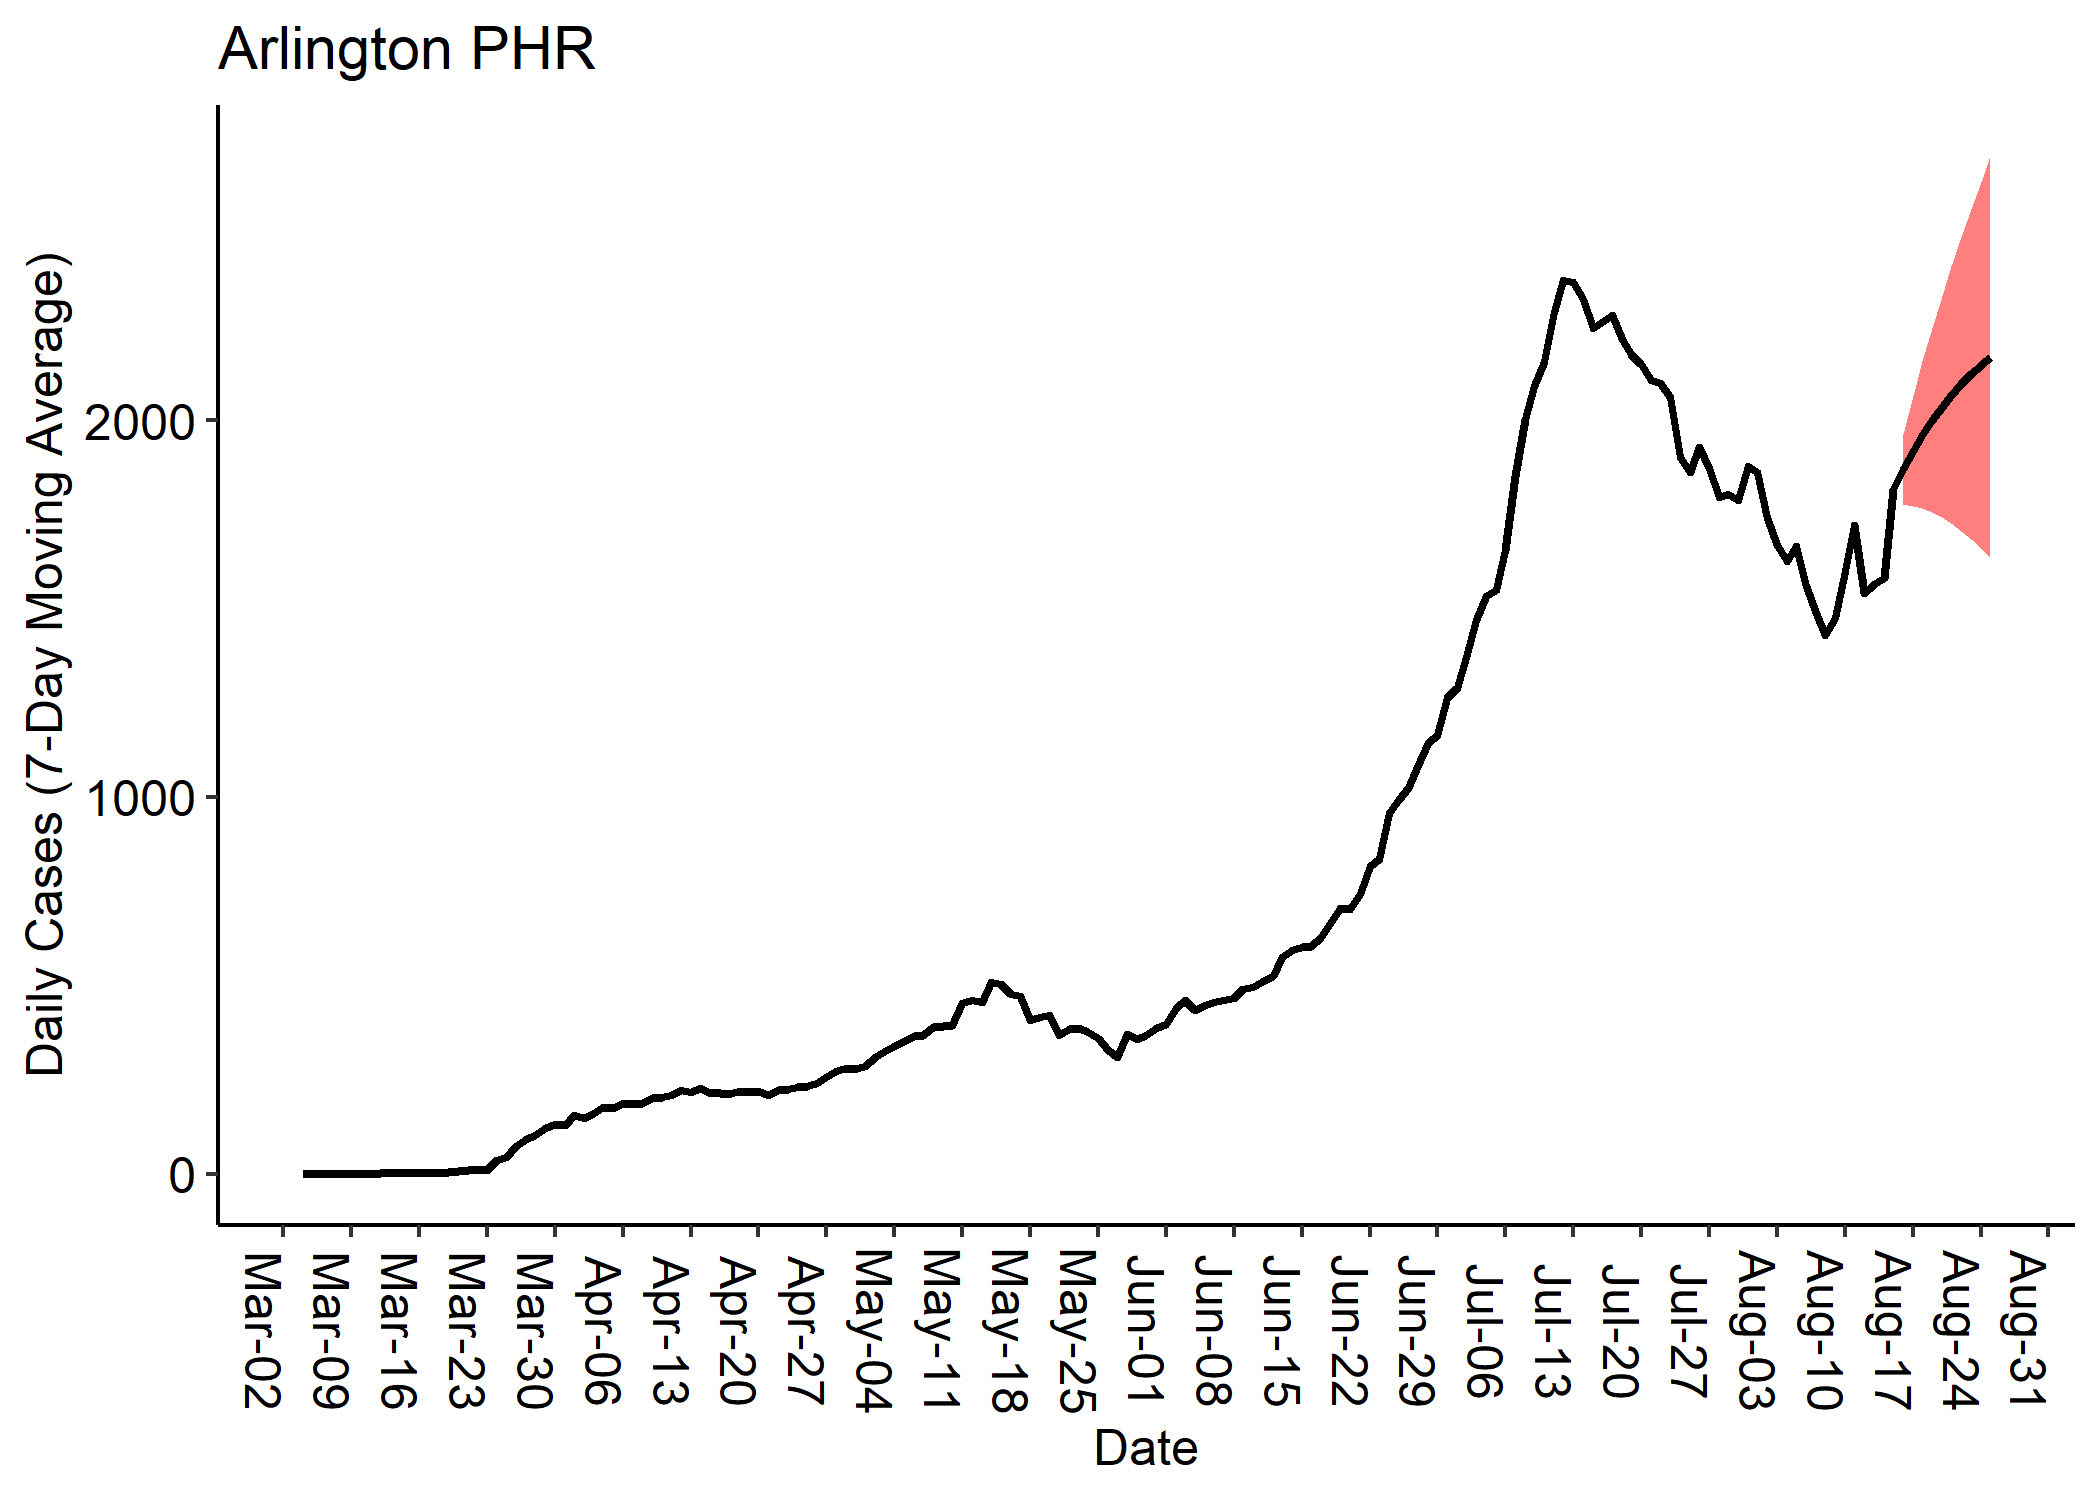 Arlington PHR
Daily Cases (7-Day Moving Average)
2000
1000
0
Mar-02
Mar-09
Mar-16
Mar-23
Mar-30
Apr-06
Apr-13
Apr-20
Apr-27
May-04
May-11
May-18
May-25
Jun-01
Jun-08
Jun-15
Jun-22
Jun-29
Jul-06
Jul-13
Jul-20
Jul-27
Aug-03
Aug-10
Aug-17
Aug-24
Aug-31
Date